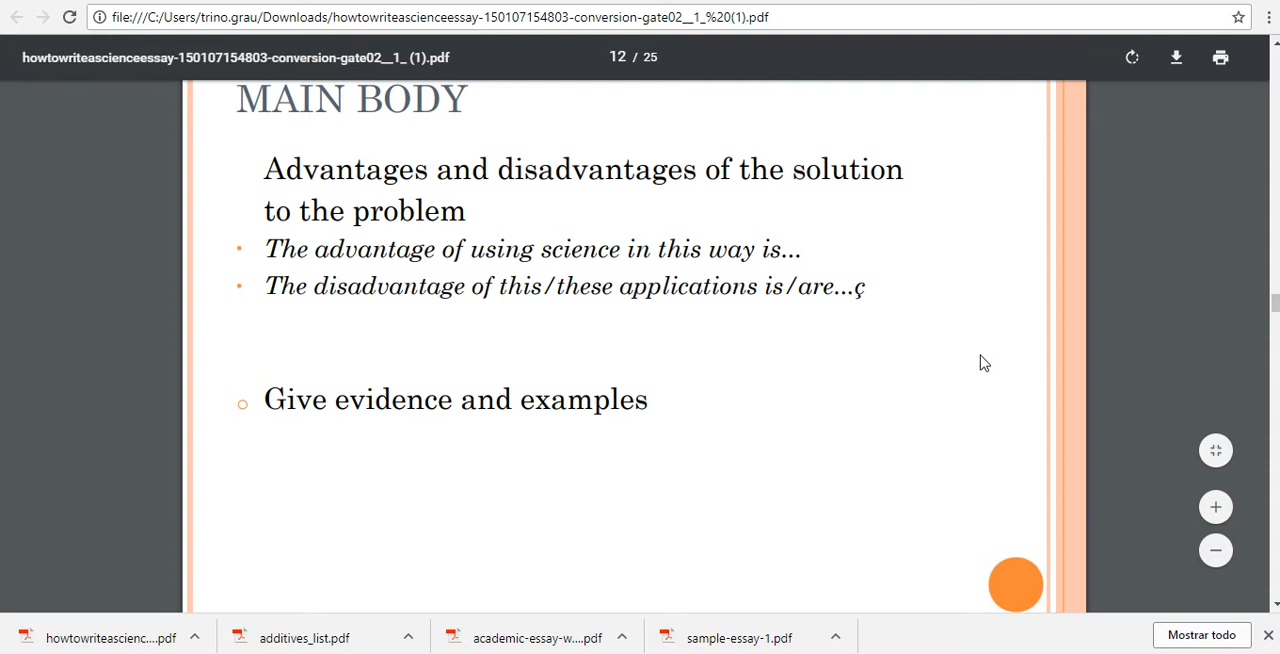 file:///C:/Users/trino.grau/Downloads/howtowriteascienceessay-150107154803-conversion-gate02__1_%20(1).pdf
howtowriteascienceessay-150107154803-conversion-gate02__1_ (1).pdf
12 / 25
MAIN BODY
Advantages and disadvantages of the solution
to the problem
• The advantage of using science in this way is...
• The disadvantage of this/these applications is/are...ç
Give evidence and examples
howtowriteascienc....pdf
additives_list.pdf
academic-essay-w....pdf
sample-essay-1.pdf
Mostrar todo